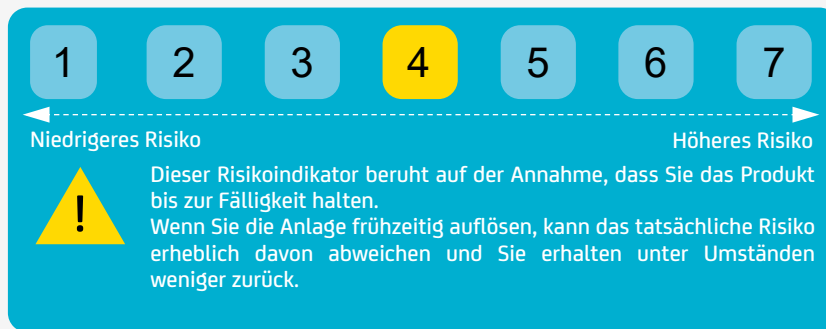 1 2 3 4 5 6 7
Niedrigeres Risiko Höheres Risiko
Dieser Risikoindikator beruht auf der Annahme, dass Sie das Produkt
bis zur Fälligkeit halten.
!
Wenn Sie die Anlage frühzeitig auflösen, kann das tatsächliche Risiko
erheblich davon abweichen und Sie erhalten unter Umständen
weniger zurück.